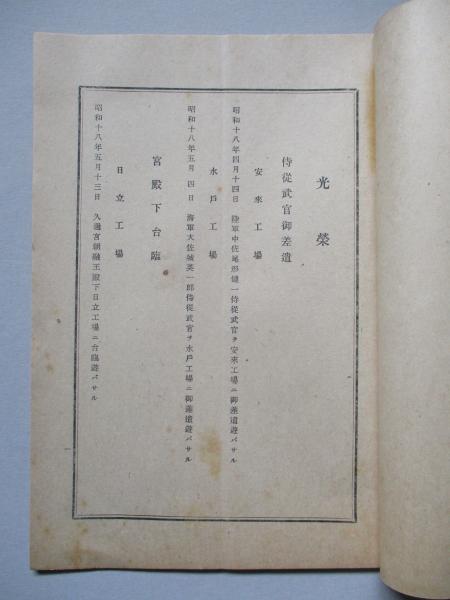 光榮
侍從武官御差遣
安來工場
昭和十八年四月十四日 陸軍中佐尾形健一侍從武官ヲ安來工場ニ御差遣遊バサル
水戶工場
昭和十八年五月 四日 海軍大佐城英一郎侍從武官ヲ水戶工場ニ御差遣遊バサル
宮殿下台臨
日立工場
昭和十八年五月十三日 久邇宮朝融王殿下日立工場ニ台臨遊バサル